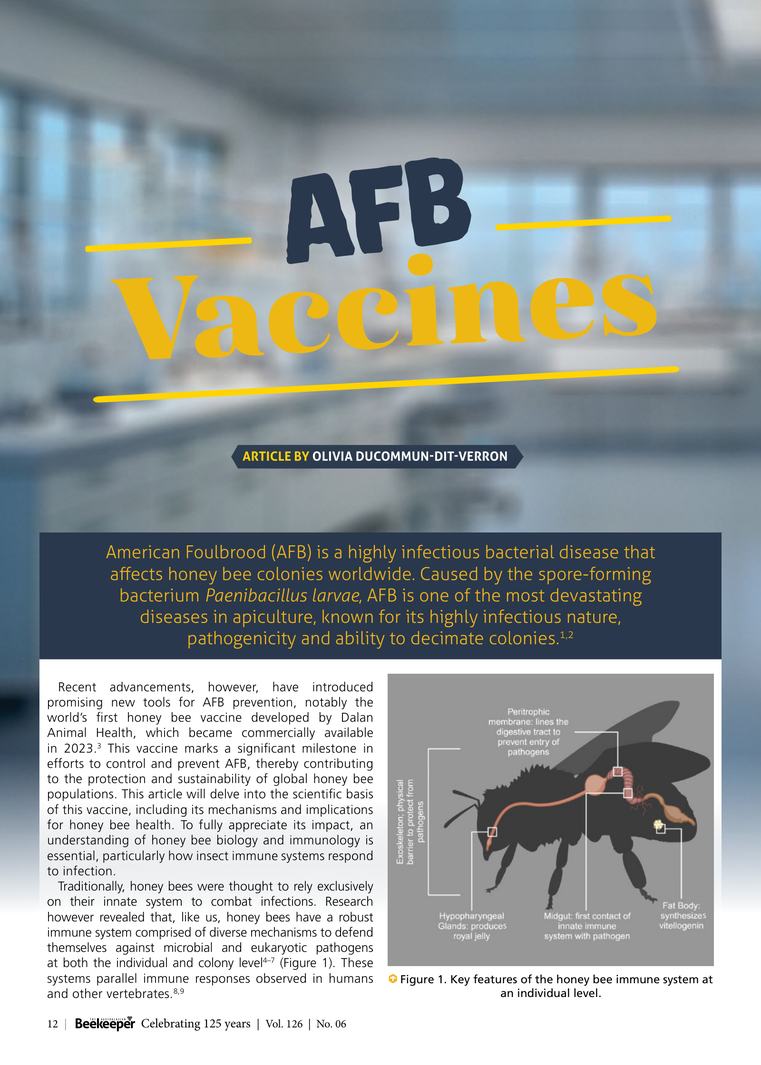 AFB
Vaccines
ARTICLE BY OLIVIA DUCOMMUN-DIT-VERRON
American Foulbrood (AFB) is a highly infectious bacterial disease that
affects honey bee colonies worldwide. Caused by the spore-forming
bacterium Paenibacillus larvae, AFB is one of the most devastating
diseases in apiculture, known for its highly infectious nature,
pathogenicity and ability to decimate colonies.1,2
Recent advancements, however, have introduced
promising new tools for AFB prevention, notably the
world's first honey bee vaccine developed by Dalan
Animal Health, which became commercially available
in 2023.3 This vaccine marks a significant milestone in
efforts to control and prevent AFB, thereby contributing
to the protection and sustainability of global honey bee
populations. This article will delve into the scientific basis
of this vaccine, including its mechanisms and implications
for honey bee health. To fully appreciate its impact, an
understanding of honey bee biology and immunology is
essential, particularly how insect immune systems respond
to infection.
Traditionally, honey bees were thought to rely exclusively
on their innate system to combat infections. Research
however revealed that, like us, honey bees have a robust
immune system comprised of diverse mechanisms to defend
themselves against microbial and eukaryotic pathogens
at both the individual and colony level4–7 (Figure 1). These
systems parallel immune responses observed in humans
and other vertebrates.8,9
Peritrophic
membrane: lines the
digestive tract to
prevent entry of
pathogens
Exoskeleton; physical
barrier to protect from
pathogens
Hypopharyngeal
Glands: produces
royal jelly
Midgut: first contact of
innate immune
system with pathogen
Fat Body:
synthesizes
vitellogenin
Figure 1. Key features of the honey bee immune system at
an individual level.
12 | Beekeeper Celebrating 125 years | Vol. 126 | No. 06